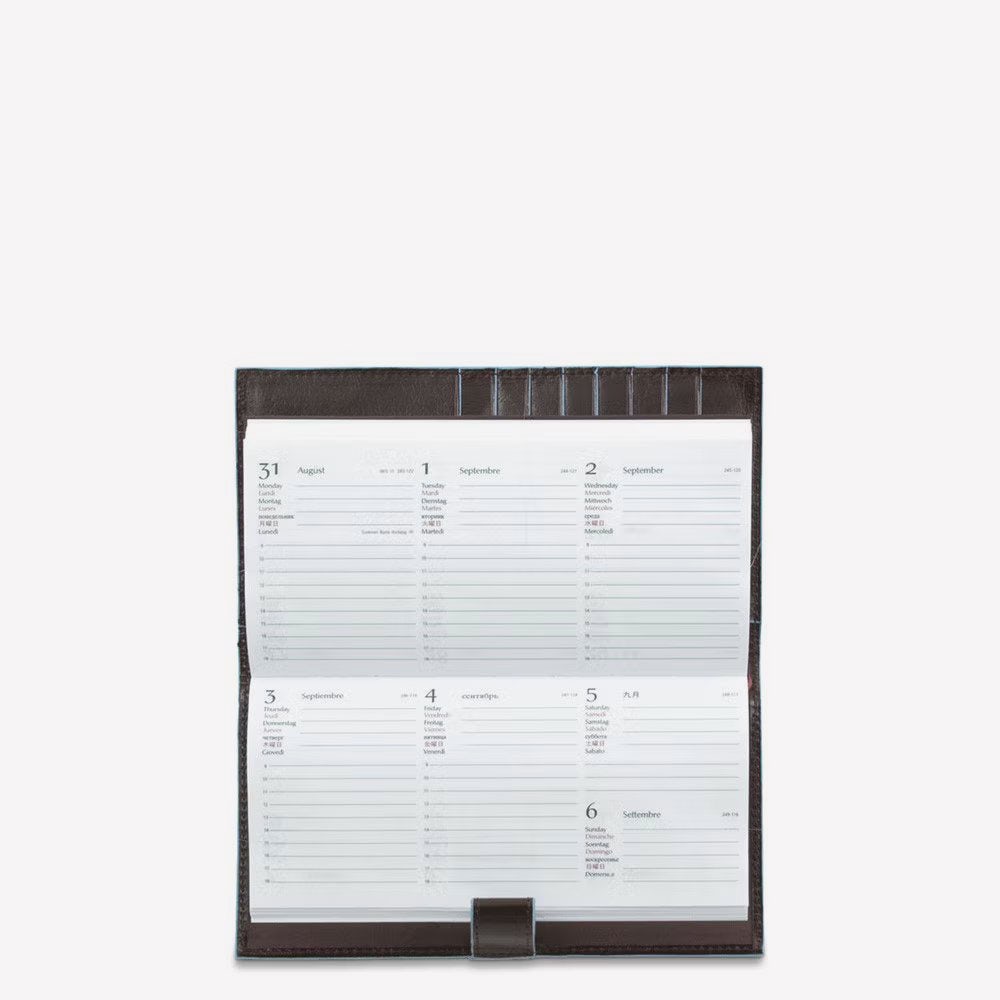 31 August
Monday
Lundi
Montag
Lunes
понедельник
月曜日
Lunedì
1 Septembre 244-121
Tuesday
Mardi
Dienstag
Martes
вторник
火曜日
Martedì
2 September 245-120
Wednesday
Mercredi
Mittwoch
Miércoles
среда
水曜日
Mercoledì
3 Septiembre
Thursday
Jeudi
Donnerstag
Jueves
четверг
木曜日
Giovedì
4 сентябрь
Friday
Vendredi
Freitag
Viernes
пятница
金曜日
Venerdì
5 九月
Saturday
Samedi
Samstag
Sábado
суббота
土曜日
Sabato
6 Settembre
Sunday
Dimanche
Sonntag
Domingo
воскресенье
日曜日
Domenica